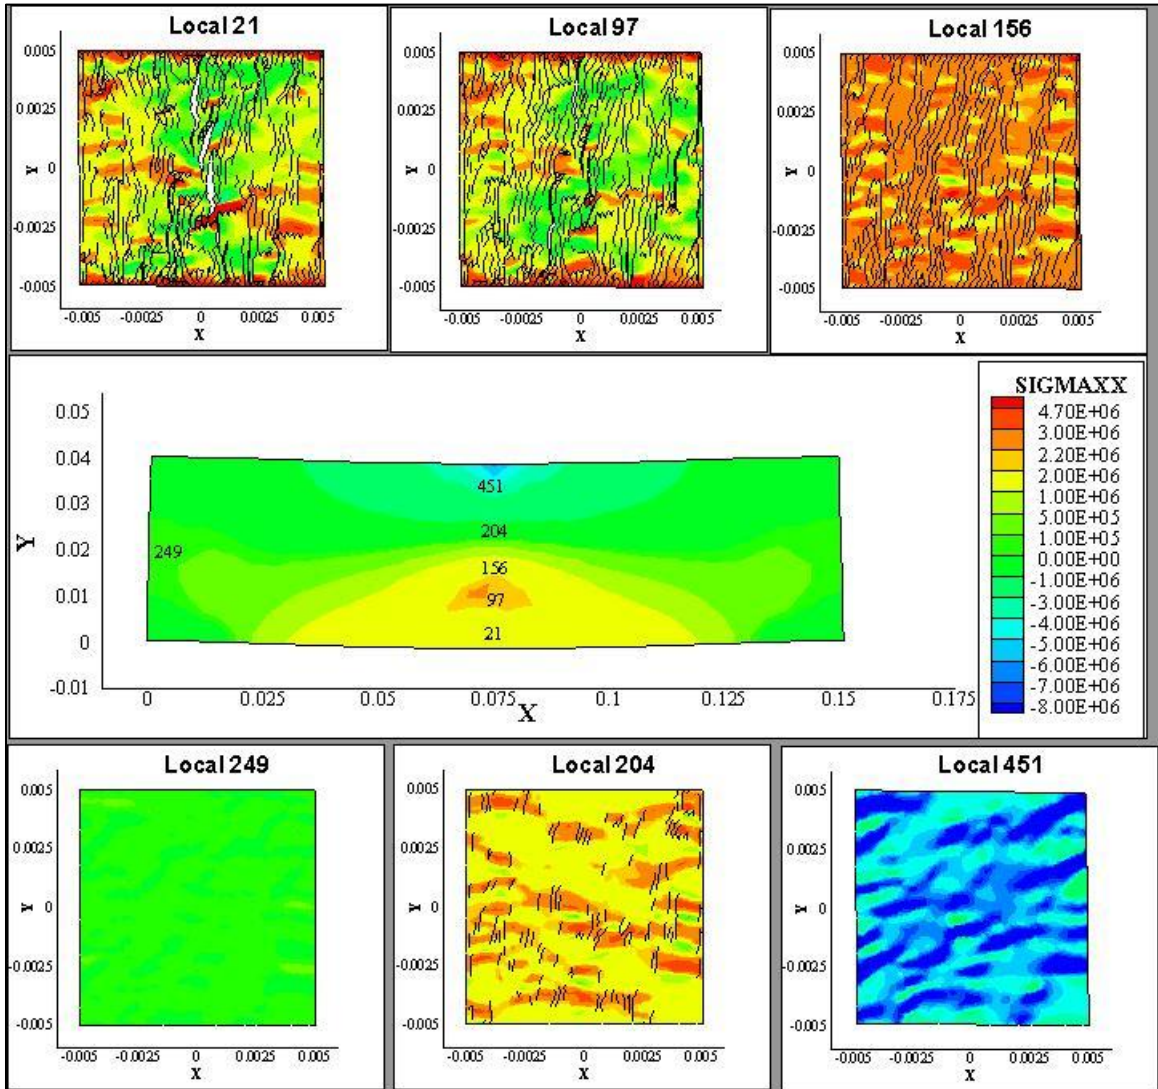 Local 21
Local 97
Local 156
0.005
0.0025
Y 0
-0.0025
-0.005
-0.005 -0.0025 0 0.0025 0.005
X
0.005
0.0025
Y 0
-0.0025
-0.005
-0.005 -0.0025 0 0.0025 0.005
X
0.005
0.0025
Y 0
-0.0025
-0.005
-0.005 -0.0025 0 0.0025 0.005
X
0.05
0.04
0.03
Y 0.02
0.01
0
-0.01
0 0.025 0.05 0.075 0.1 0.125 0.15 0.175
X
451
204
249
156
97
21
SIGMAXX
4.70E+06
3.00E+06
2.20E+06
2.00E+06
1.00E+06
5.00E+05
1.00E+05
0.00E+00
-1.00E+06
-3.00E+06
-4.00E+06
-5.00E+06
-6.00E+06
-7.00E+06
-8.00E+06
Local 249
Local 204
Local 451
0.005
0.0025
Y 0
-0.0025
-0.005
-0.005 -0.0025 0 0.0025 0.005
X
0.005
0.0025
Y 0
-0.0025
-0.005
-0.005 -0.0025 0 0.0025 0.005
X
0.005
0.0025
Y 0
-0.0025
-0.005
-0.005 -0.0025 0 0.0025 0.005
X